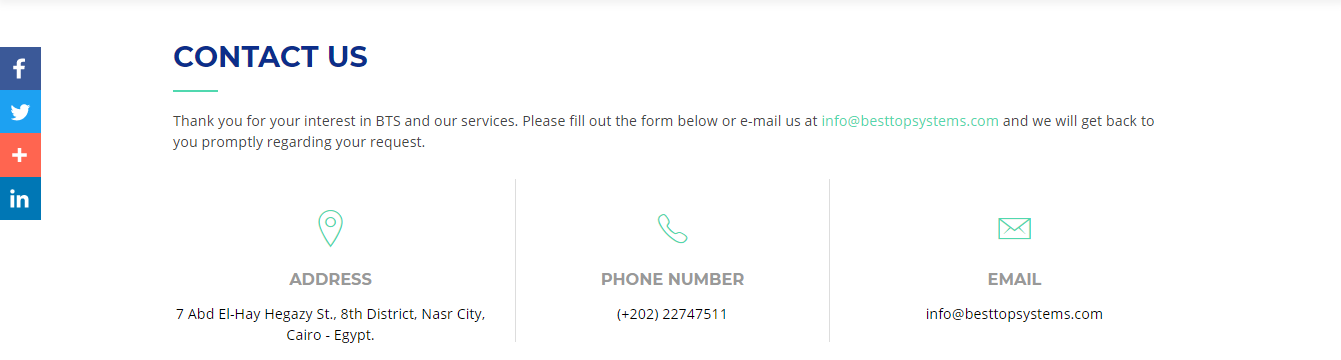 CONTACT US
Thank you for your interest in BTS and our services. Please fill out the form below or e-mail us at info@besttopsystems.com and we will get back to
you promptly regarding your request.
ADDRESS
7 Abd El-Hay Hegazy St., 8th District, Nasr City,
Cairo - Egypt.
PHONE NUMBER
(+202) 22747511
EMAIL
info@besttopsystems.com